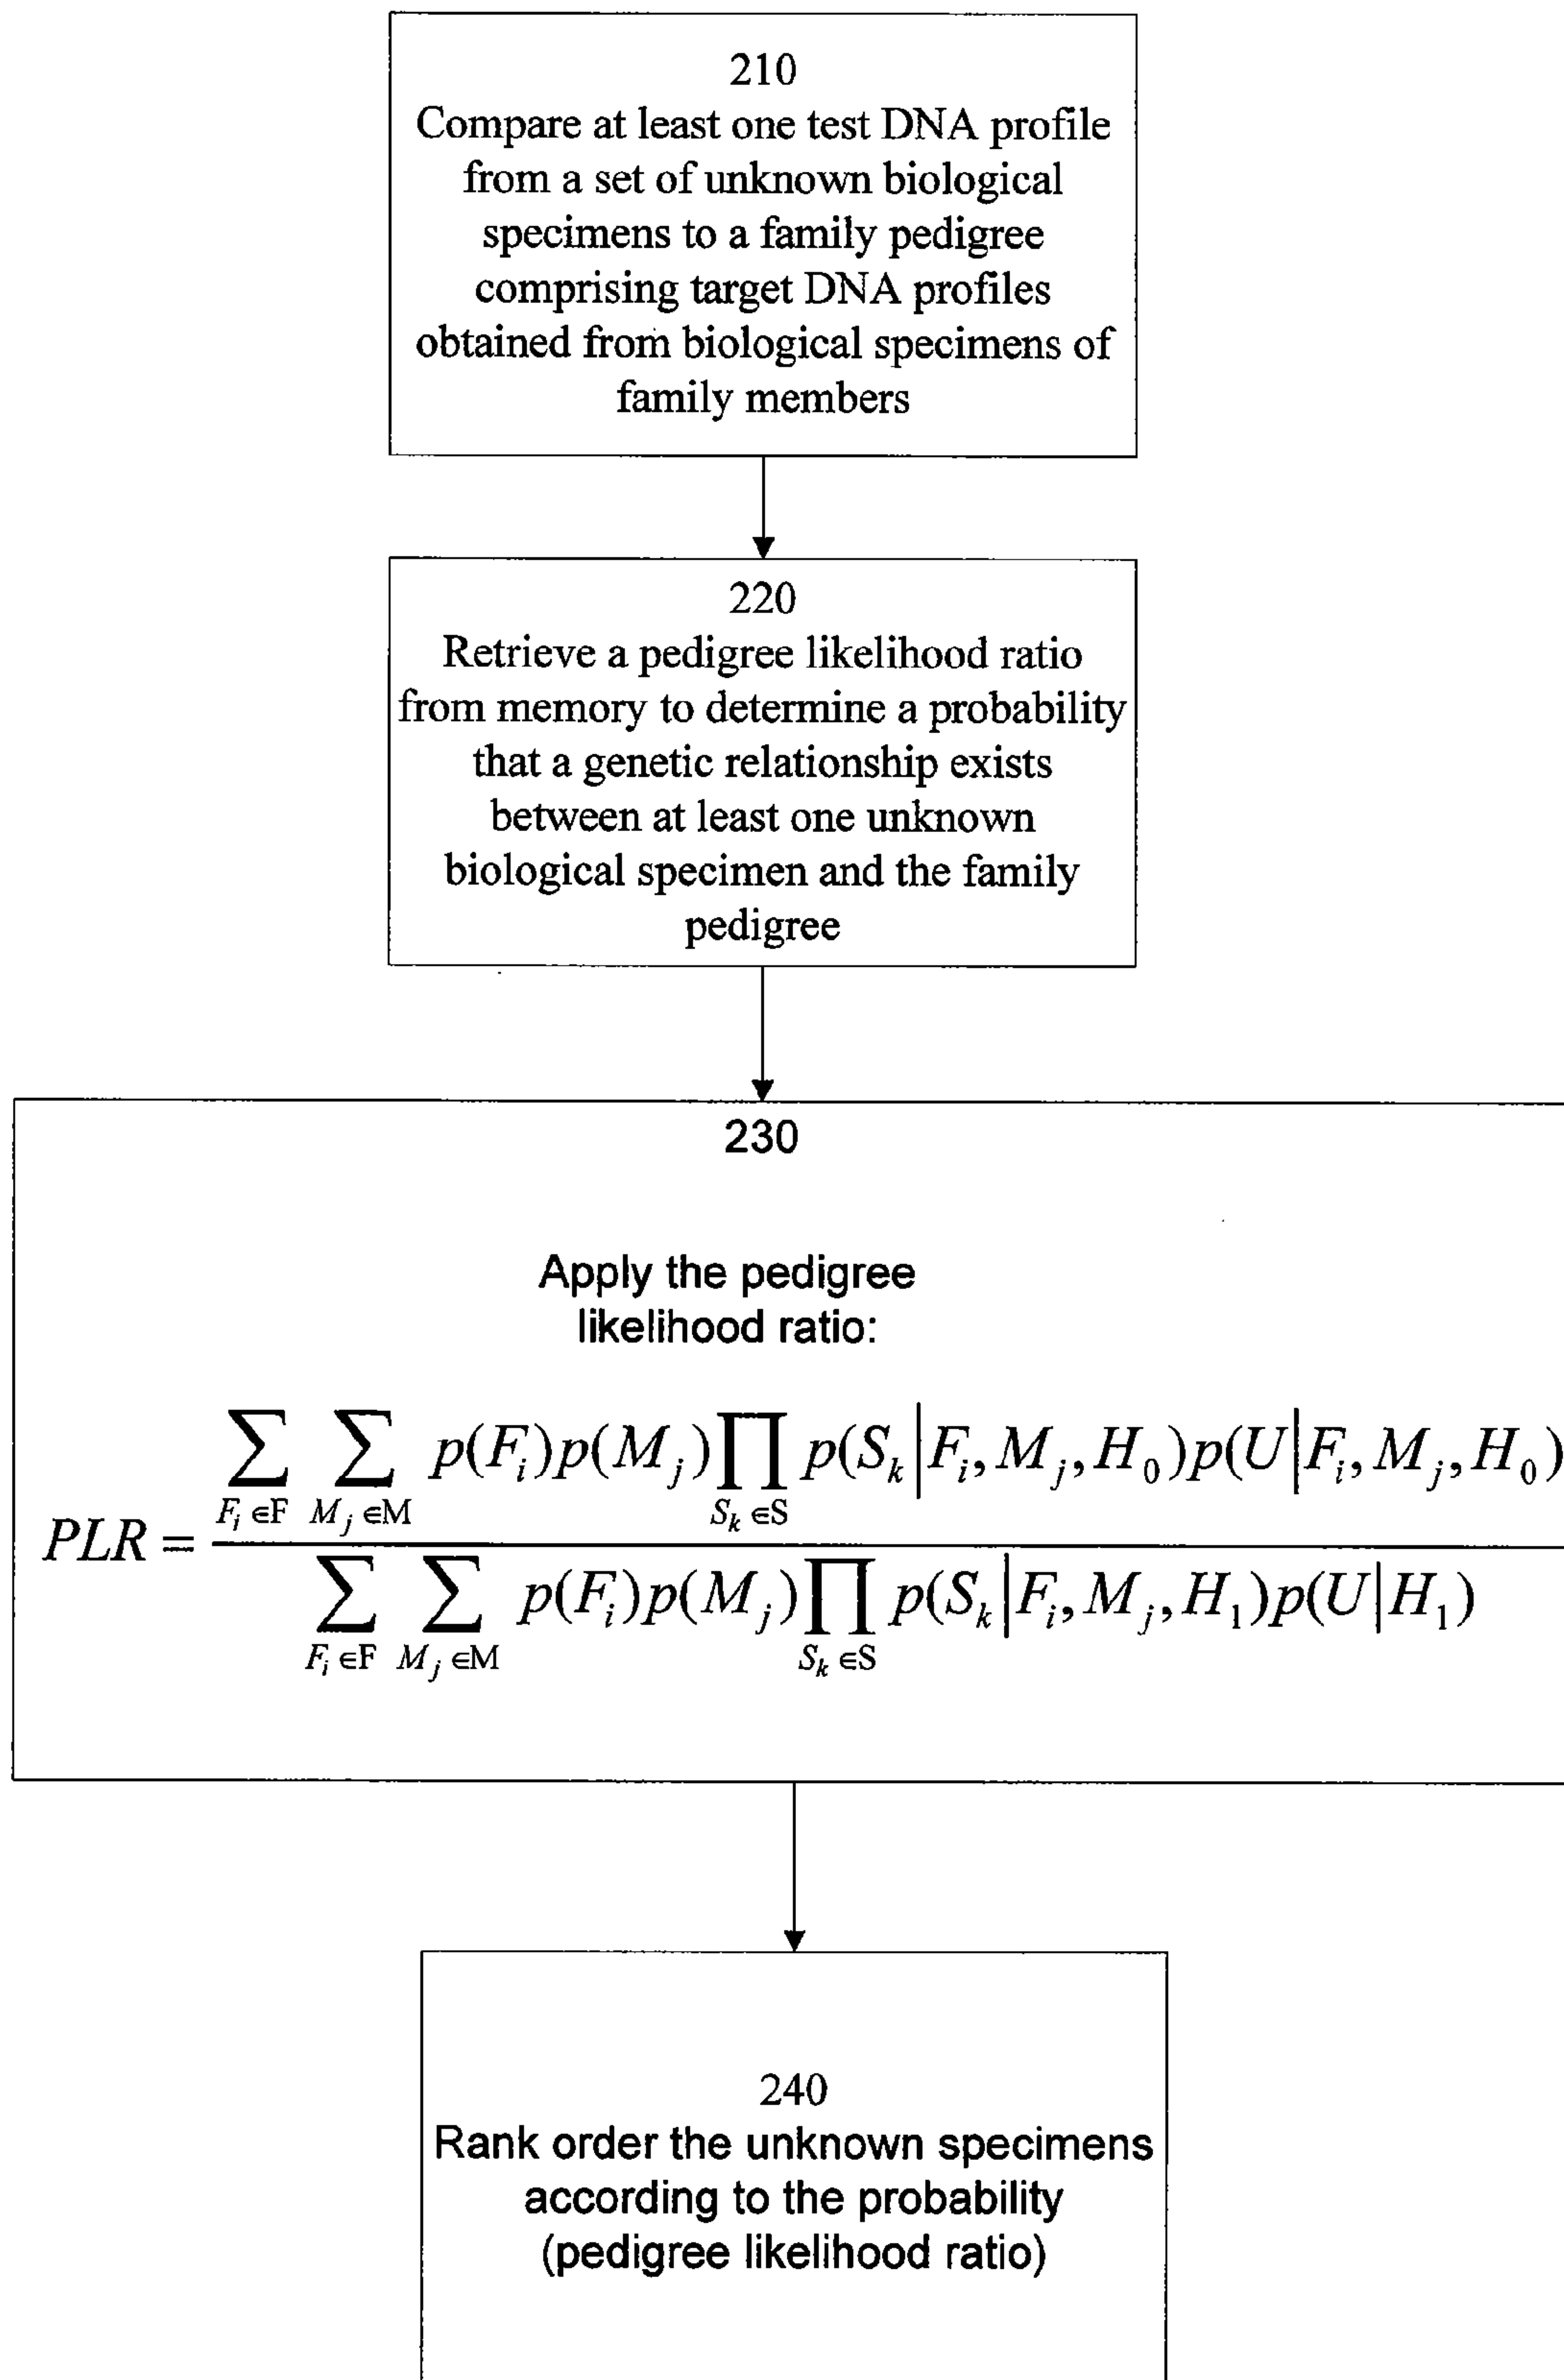 210
Compare at least one test DNA profile
from a set of unknown biological
specimens to a family pedigree
comprising target DNA profiles
obtained from biological specimens of
family members
220
Retrieve a pedigree likelihood ratio
from memory to determine a probability
that a genetic relationship exists
between at least one unknown
biological specimen and the family
pedigree
230
Apply the pedigree
likelihood ratio:
∑ ∑ p(F_i)p(M_j)∏ p(S_k|F_i, M_j, H_0)p(U|F_i, M_j, H_0)
F_i ∈F M_j ∈M S_k ∈S
PLR =
∑ ∑ p(F_i)p(M_j)∏ p(S_k|F_i, M_j, H_1)p(U|H_1)
F_i ∈F M_j ∈M S_k ∈S
240
Rank order the unknown specimens
according to the probability
(pedigree likelihood ratio)